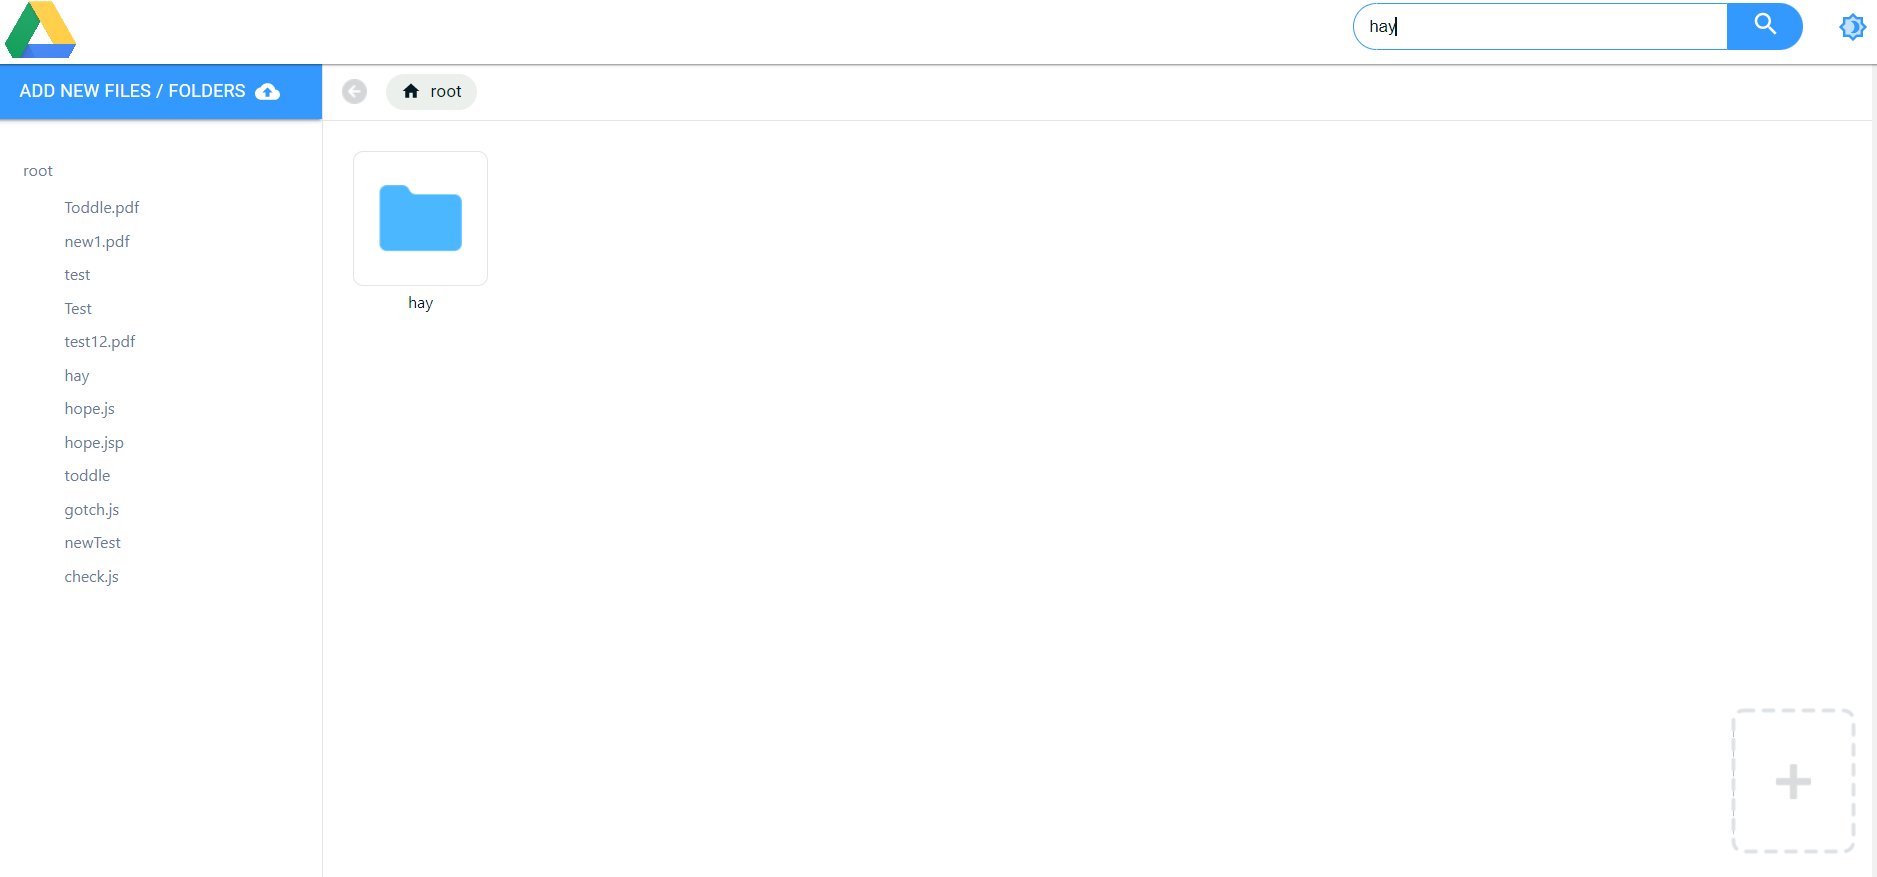 hay
ADD NEW FILES / FOLDERS
root
root
Toddle.pdf
new1.pdf
test
Test
test12.pdf
hay
hope.js
hope.jsp
toddle
gotch.js
newTest
check.js
hay